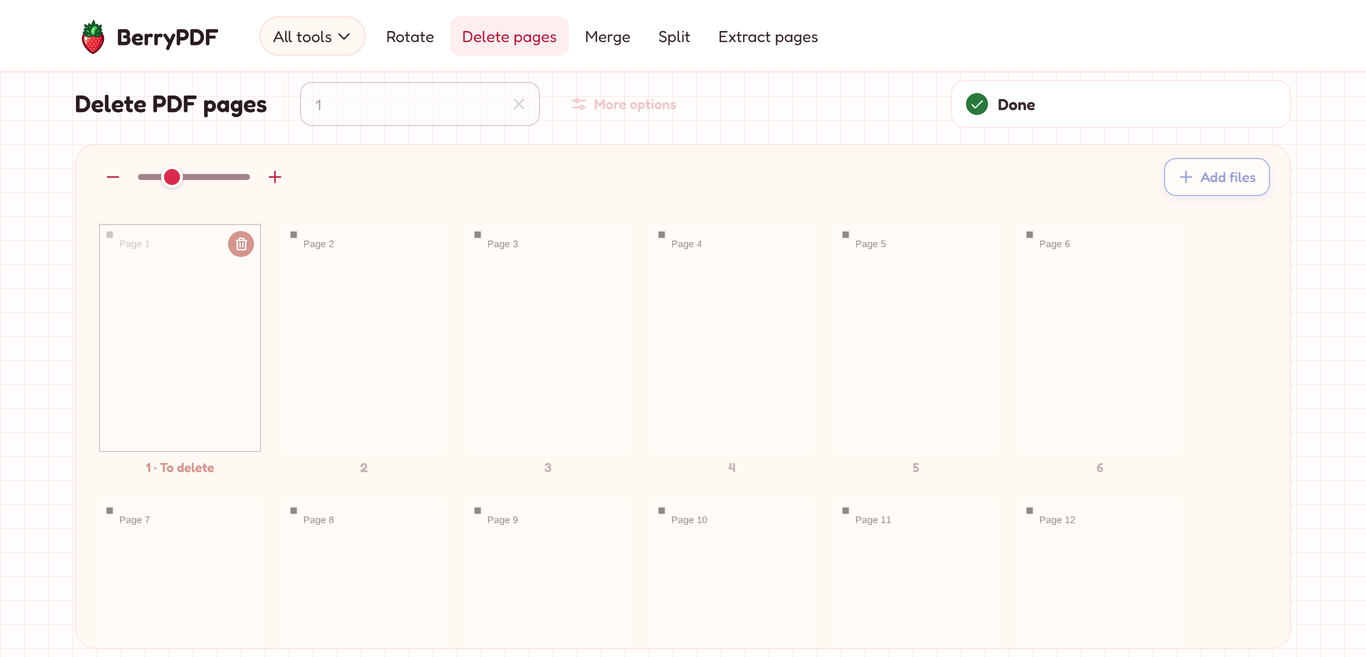 BerryPDF
All tools
Rotate
Delete pages
Merge
Split
Extract pages
Delete PDF pages
1
More options
Done
Add files
Page 1
Page 2
Page 3
Page 4
Page 5
Page 6
1 · To delete
2
3
4
5
6
Page 7
Page 8
Page 9
Page 10
Page 11
Page 12